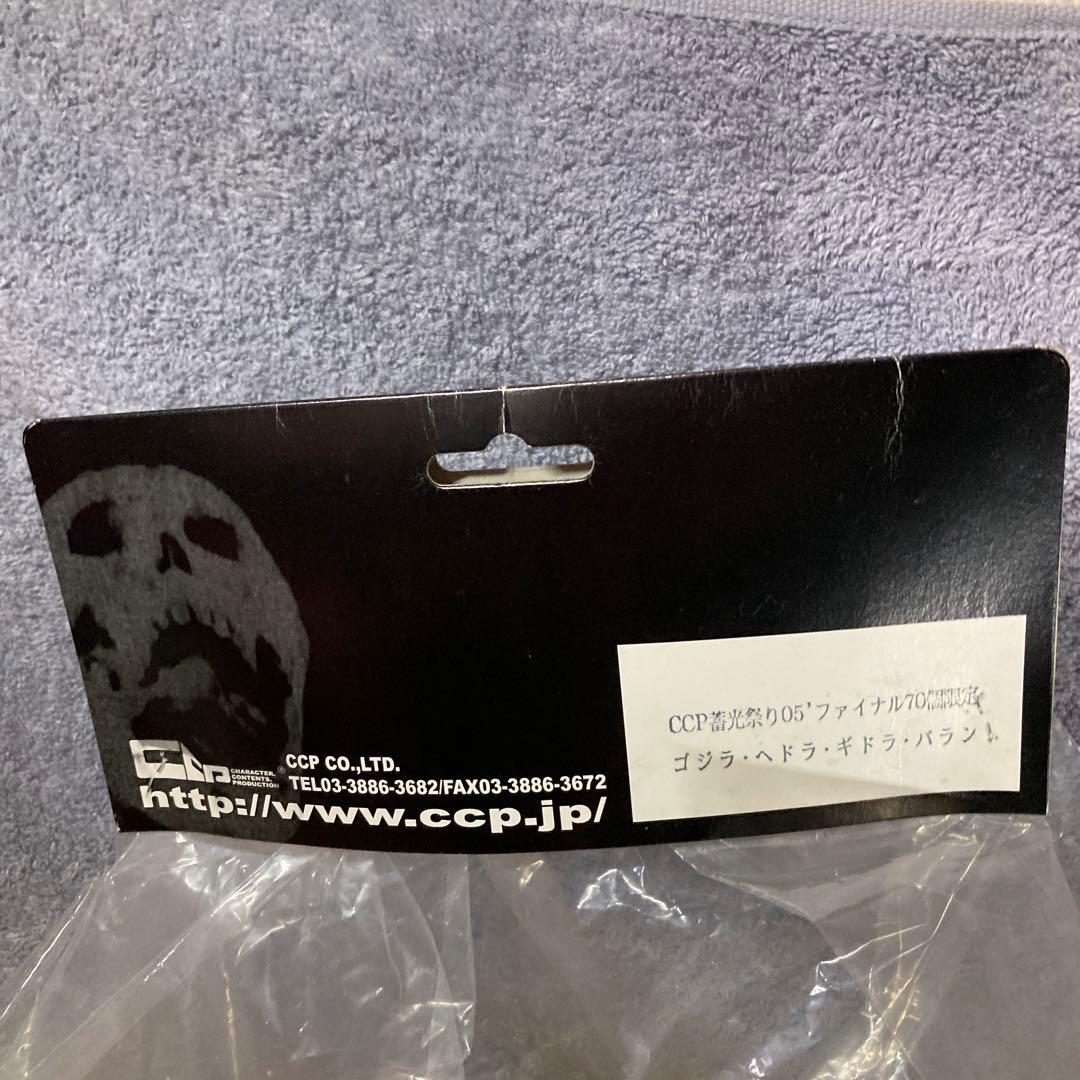 CCP
CHARACTER.
CONTENTS.
PRODUCTION
®
CCP CO.,LTD.
TEL03-3886-3682/FAX03-3886-3672
http://www.ccp.jp/
CCP蓄光祭り05'ファイナル70個限定
ゴジラ・ヘドラ・ギドラ・バラン